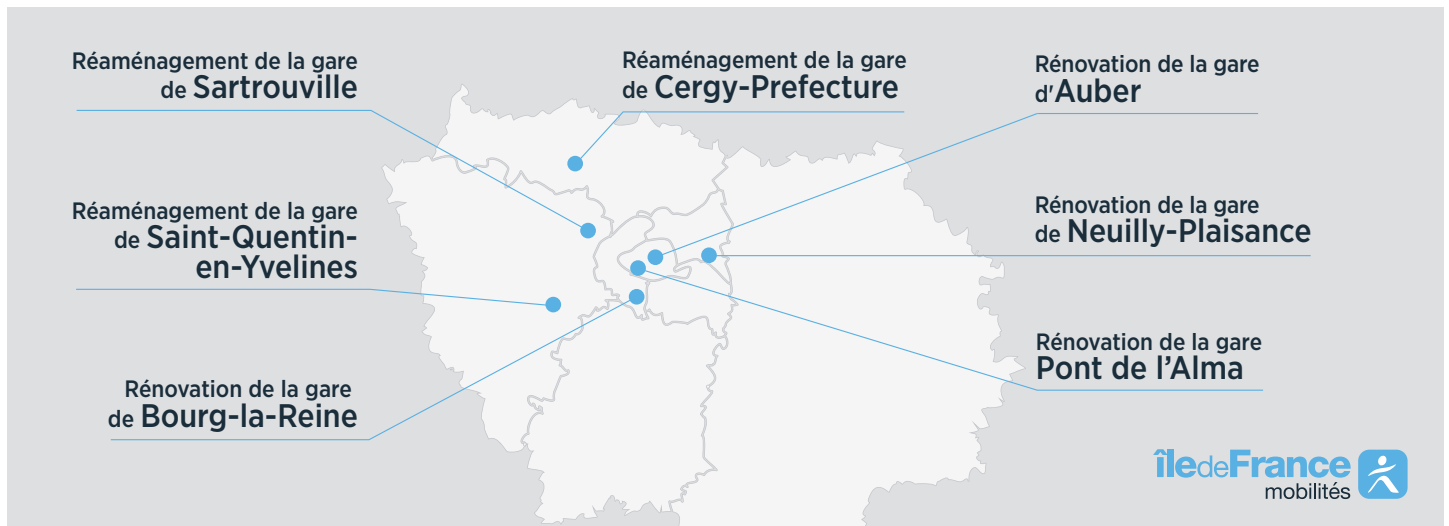 Réaménagement de la gare
de Sartrouville
Réaménagement de la gare
de Cergy-Prefecture
Rénovation de la gare
d'Auber
Réaménagement de la gare
de Saint-Quentin-
en-Yvelines
Rénovation de la gare
de Neuilly-Plaisance
Rénovation de la gare
Pont de l’Alma
Rénovation de la gare
de Bourg-la-Reine
îledeFrance
mobilités